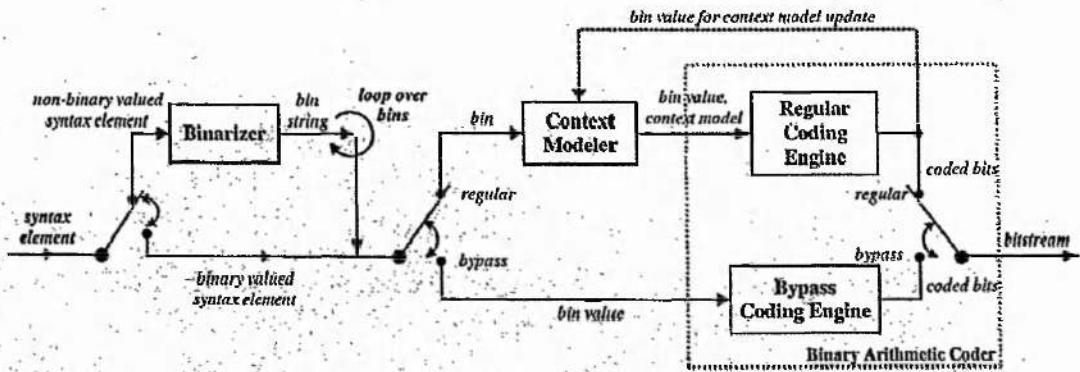 bin value for context model update
non-binary valued
syntax element
Binarizer
bin
string
loop over
bins
bin
Context
Modeler
bin value,
context model
Regular
Coding
Engine
coded bits
regular
regular
syntax
element
binary valued
syntax element
bypass
bin value
Bypass
Coding Engine
bypass
coded bits
bitstream
Binary Arithmetic Coder